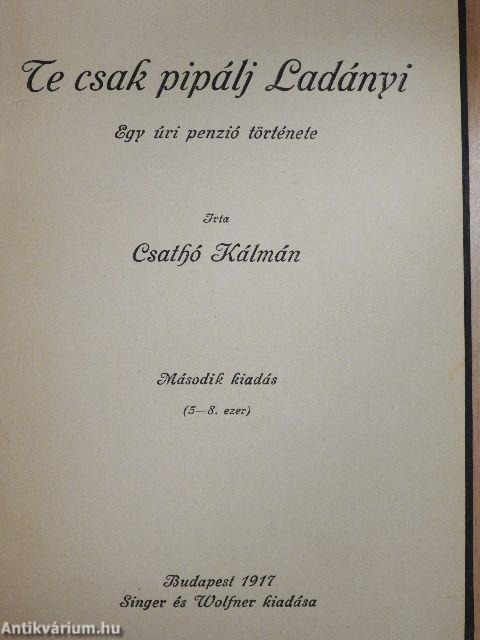 Te csak pipálj Ladányi
Egy úri penzió története
Irta
Csathó Kálmán
Második kiadás
(5—8. ezer)
Budapest 1917
Singer és Wolfner kiadása
Antikvárium.hu